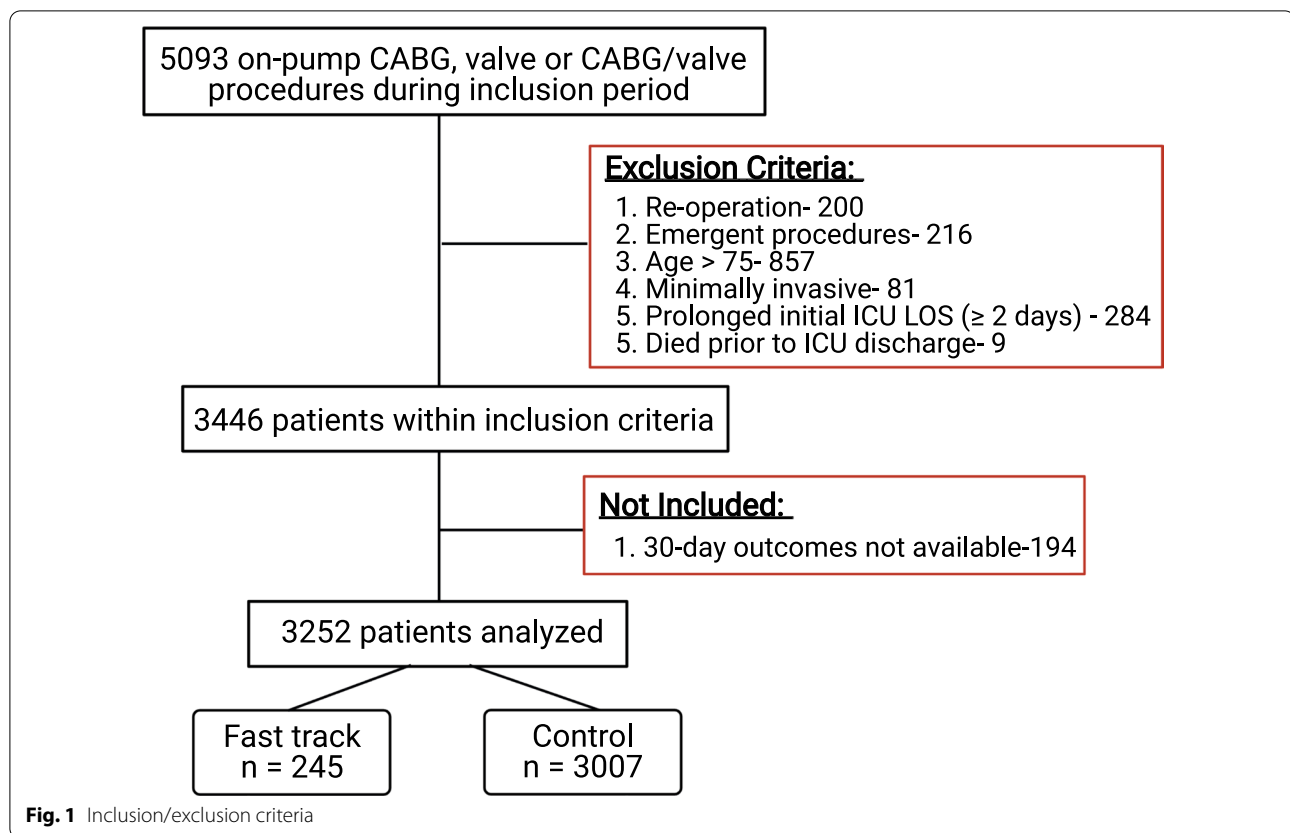 5093 on-pump CABG, valve or CABG/valve
procedures during inclusion period
Exclusion Criteria:
1. Re-operation- 200
2. Emergent procedures- 216
3. Age > 75- 857
4. Minimally invasive- 81
5. Prolonged initial ICU LOS (≥ 2 days) - 284
5. Died prior to ICU discharge- 9
3446 patients within inclusion criteria
Not Included:
1. 30-day outcomes not available-194
3252 patients analyzed
Fast track
n = 245
Control
n = 3007
Fig. 1 Inclusion/exclusion criteria